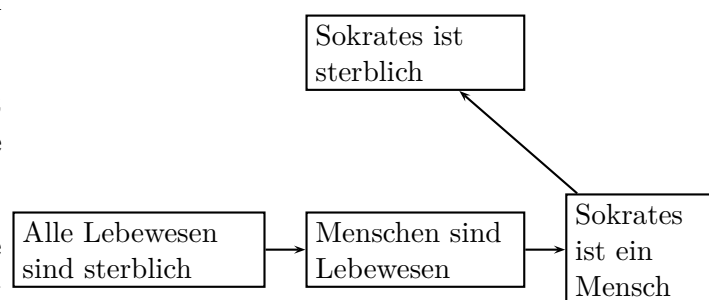 Sokrates ist
sterblich
Alle Lebewesen
sind sterblich
Menschen sind
Lebewesen
Sokrates
ist ein
Mensch